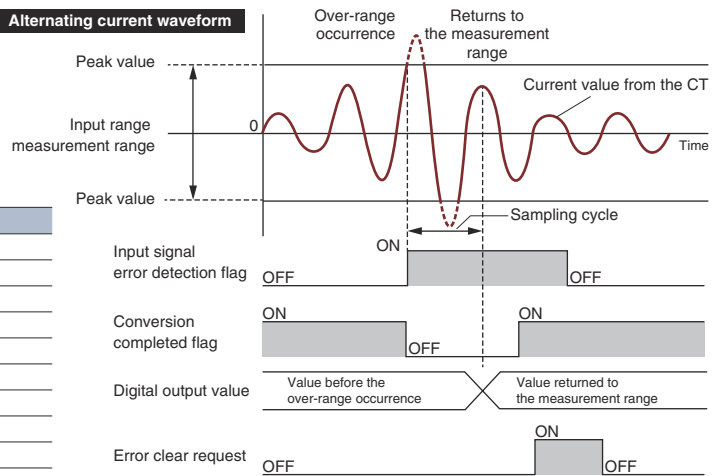 Alternating current waveform
Over-range
occurrence
Returns to
the measurement
range
Peak value
Current value from the CT
Input range
measurement range
0
Time
Peak value
Sampling cycle
Input signal
error detection flag
OFF
ON
OFF
Conversion
completed flag
ON
OFF
ON
Digital output value
Value before the
over-range occurrence
Value returned to
the measurement range
Error clear request
OFF
ON
OFF